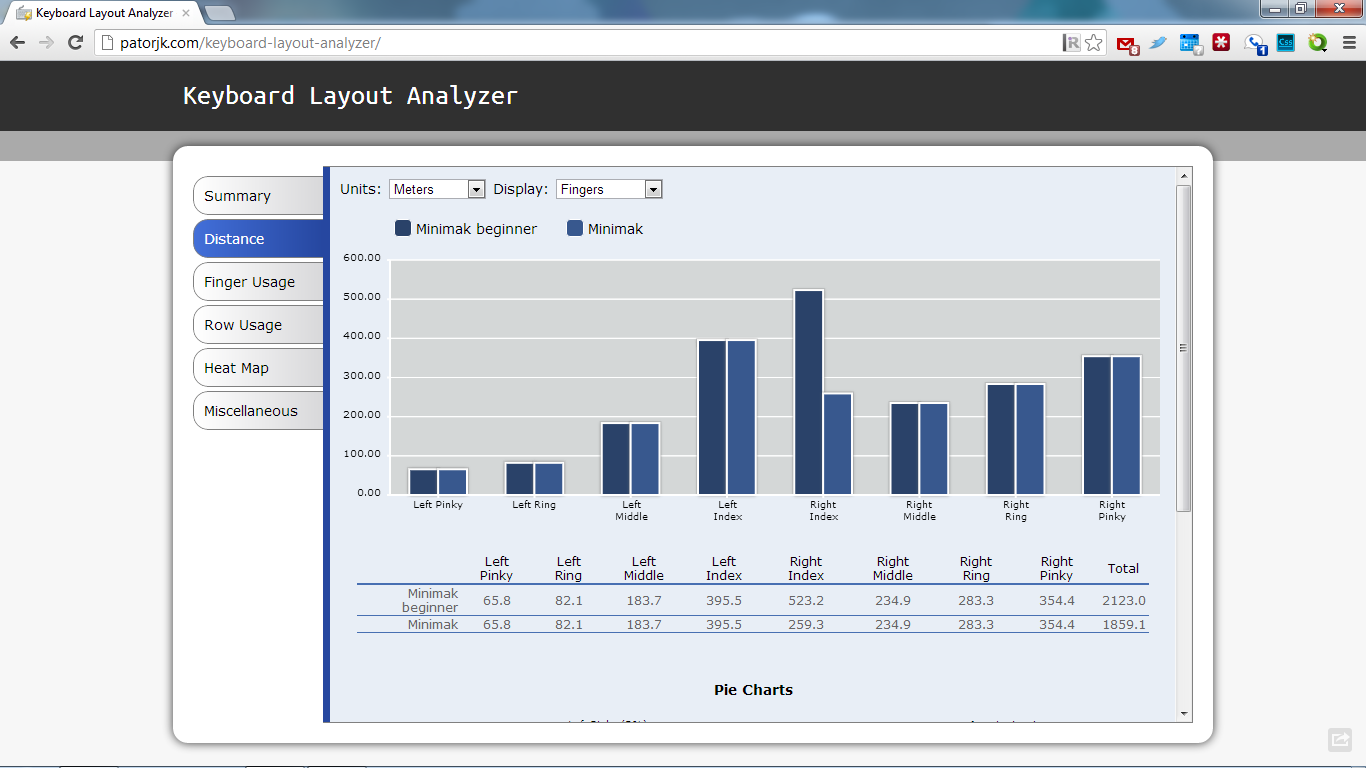 Keyboard Layout Analyzer
patorjk.com/keyboard-layout-analyzer/
Keyboard Layout Analyzer
Summary
Distance
Finger Usage
Row Usage
Heat Map
Miscellaneous
Units: Meters Display: Fingers
Minimak beginner Minimak
600.00
500.00
400.00
300.00
200.00
100.00
0.00
Left Pinky Left Ring Left Middle Left Index Right Index Right Middle Right Ring Right Pinky
Left Pinky Left Ring Left Middle Left Index Right Index Right Middle Right Ring Right Pinky Total
Minimak beginner 65.8 82.1 183.7 395.5 523.2 234.9 283.3 354.4 2123.0
Minimak 65.8 82.1 183.7 395.5 259.3 234.9 283.3 354.4 1859.1
Pie Charts